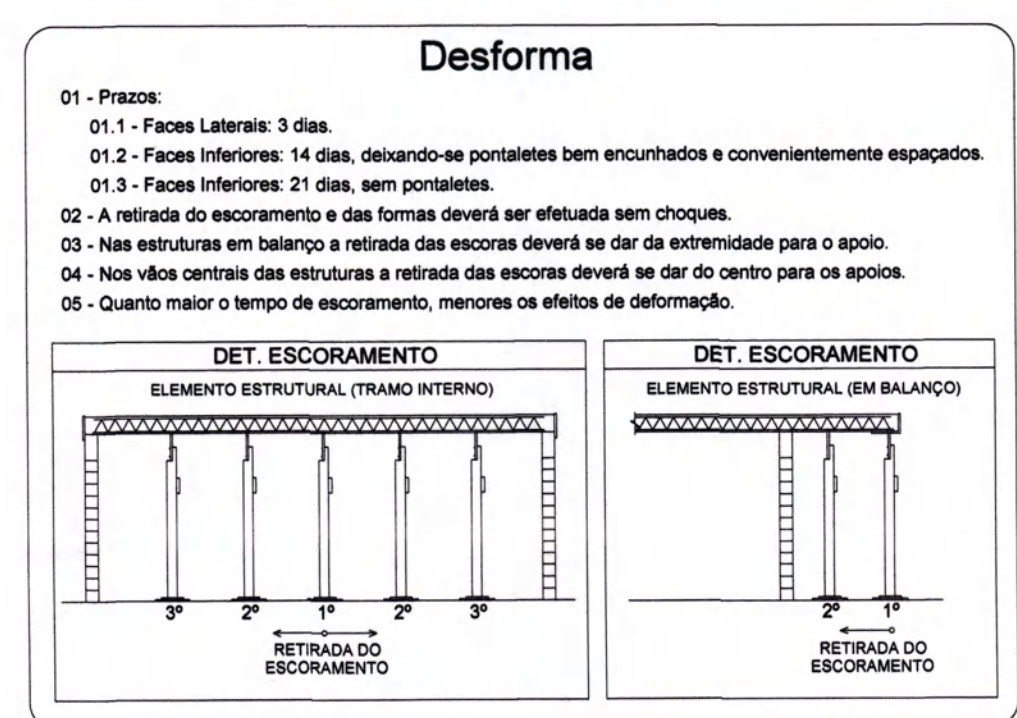 Desforma
01 - Prazos:
01.1 - Faces Laterais: 3 dias.
01.2 - Faces Inferiores: 14 dias, deixando-se pontaletes bem encunhados e convenientemente espaçados.
01.3 - Faces Inferiores: 21 dias, sem pontaletes.
02 - A retirada do escoramento e das formas deverá ser efetuada sem choques.
03 - Nas estruturas em balanço a retirada das escoras deverá se dar da extremidade para o apoio.
04 - Nos vãos centrais das estruturas a retirada das escoras deverá se dar do centro para os apoios.
05 - Quanto maior o tempo de escoramento, menores os efeitos de deformação.
DET. ESCORAMENTO
ELEMENTO ESTRUTURAL (TRAMO INTERNO)
3º 2º 1º 2º 3º
RETIRADA DO
ESCORAMENTO
DET. ESCORAMENTO
ELEMENTO ESTRUTURAL (EM BALANÇO)
2º 1º
RETIRADA DO
ESCORAMENTO